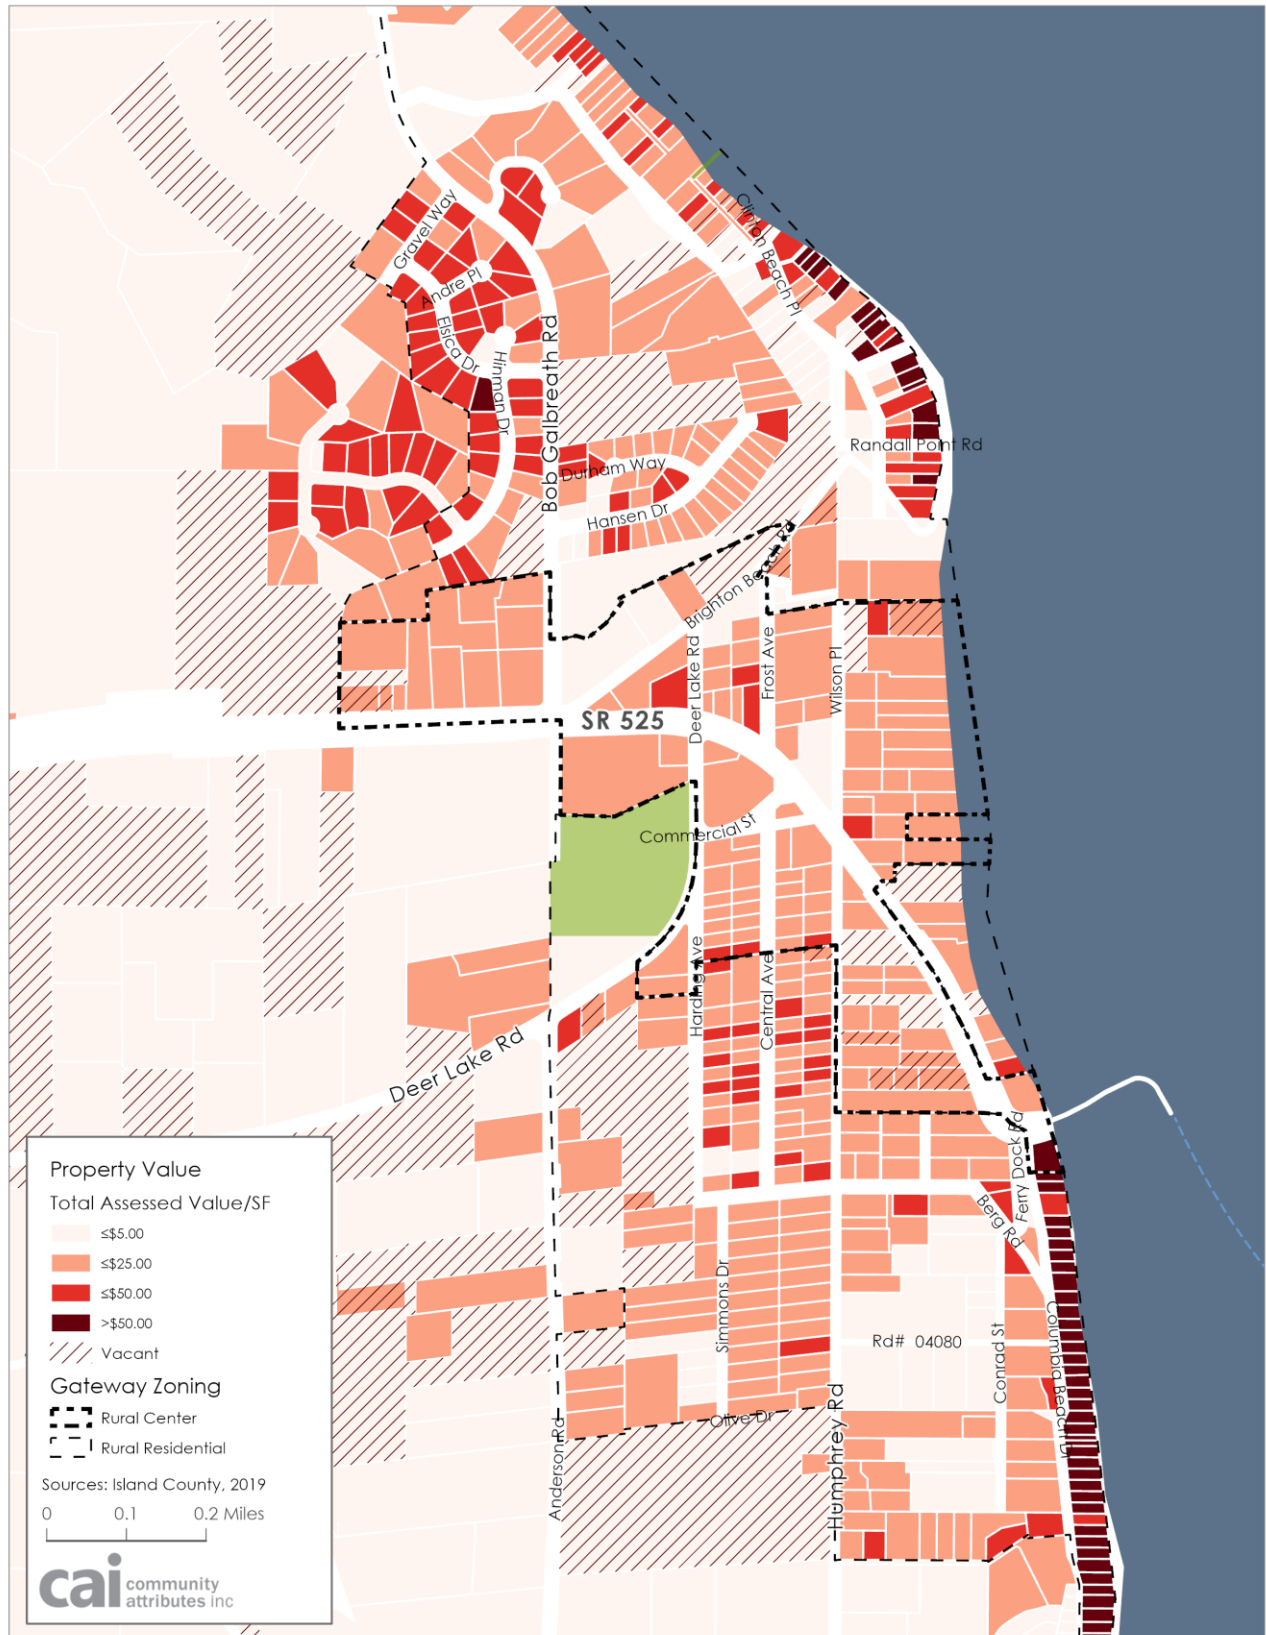 Clinton Beach Pl
Gravel Way
Andre Pl
Elsica Dr
Hinman Dr
Bob Galbreath Rd
Randall Point Rd
Durham Way
Hansen Dr
Brighton Beach Rd
Deer Lake Rd
Frost Ave
Wilson Pl
SR 525
Commercial St
Harding Ave
Central Ave
Deer Lake Rd
Ferry Dock Rd
Berg Rd
Simmons Dr
Rd# 04080
Conrad St
Columbia Beach Dr
Olive Dr
Anderson Rd
Humphrey Rd
Property Value
Total Assessed Value/SF
≤$5.00
≤$25.00
≤$50.00
>$50.00
Vacant
Gateway Zoning
Rural Center
Rural Residential
Sources: Island County, 2019
0 0.1 0.2 Miles
cai community
attributes inc